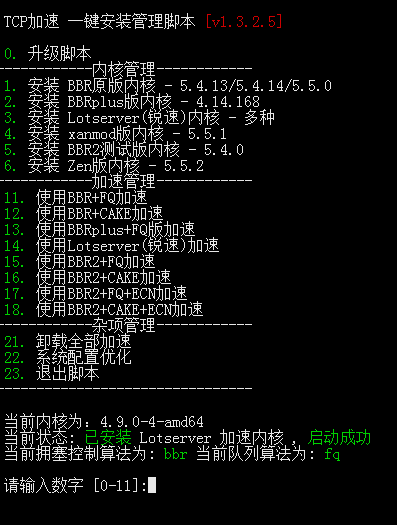 TCP加速 一键安装管理脚本 [v1.3.2.5]
0. 升级脚本
————————————内核管理————————————
1. 安装 BBR原版内核 - 5.4.13/5.4.14/5.5.0
2. 安装 BBRplus版内核 - 4.14.168
3. 安装 Lotserver(锐速)内核 - 多种
4. 安装 xanmod版内核 - 5.5.1
5. 安装 BBR2测试版内核 - 5.4.0
6. 安装 Zen版内核 - 5.5.2
————————————加速管理————————————
11. 使用BBR+FQ加速
12. 使用BBR+CAKE加速
13. 使用BBRplus+FQ版加速
14. 使用Lotserver(锐速)加速
15. 使用BBR2+FQ加速
16. 使用BBR2+CAKE加速
17. 使用BBR2+FQ+ECN加速
18. 使用BBR2+CAKE+ECN加速
————————————杂项管理————————————
21. 卸载全部加速
22. 系统配置优化
23. 退出脚本
————————————————————————————————
当前内核为：4.9.0-4-amd64
当前状态: 已安装 Lotserver 加速内核 , 启动成功
当前拥塞控制算法为: bbr 当前队列算法为: fq
请输入数字 [0-11]: